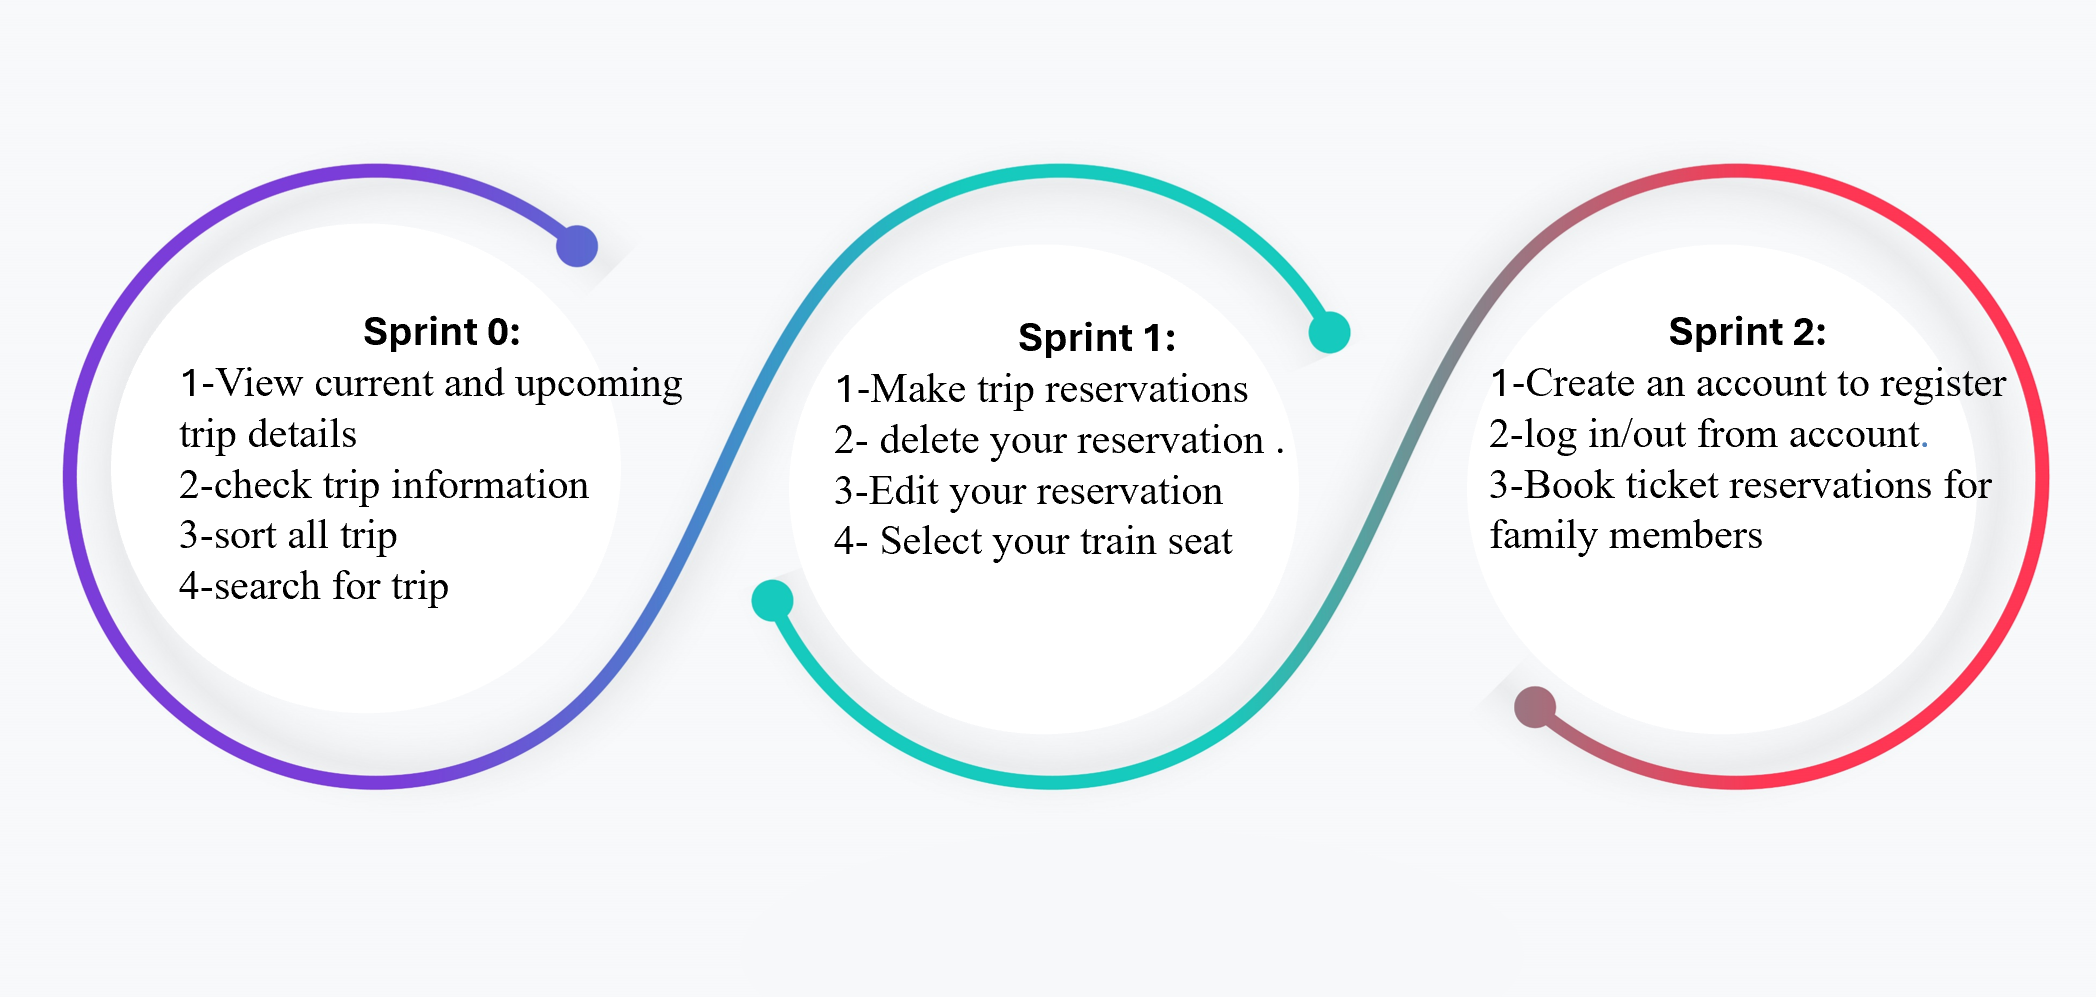 Sprint 0:
1-View current and upcoming
trip details
2-check trip information
3-sort all trip
4-search for trip
Sprint 1:
1-Make trip reservations
2- delete your reservation .
3-Edit your reservation
4- Select your train seat
Sprint 2:
1-Create an account to register
2-log in/out from account.
3-Book ticket reservations for
family members